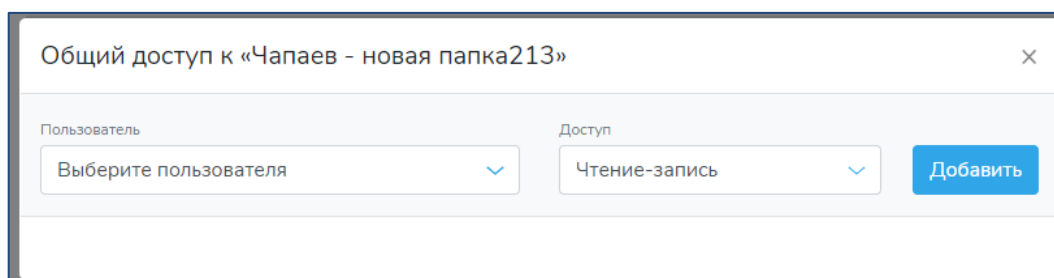 Общий доступ к «Чапаев - новая папка213»
Пользователь
Доступ
Выберите пользователя
Чтение-запись
Добавить